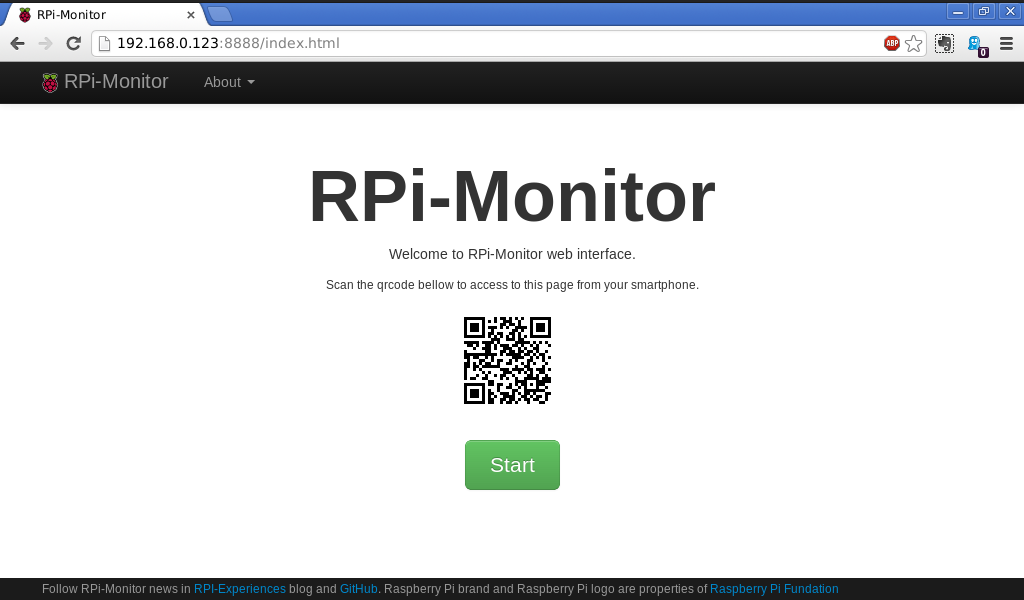 RPi-Monitor
192.168.0.123:8888/index.html
ABP
0
RPi-Monitor
About
RPi-Monitor
Welcome to RPi-Monitor web interface.
Scan the qrcode bellow to access to this page from your smartphone.
Start
Follow RPi-Monitor news in RPI-Experiences blog and GitHub. Raspberry Pi brand and Raspberry Pi logo are properties of Raspberry Pi Fundation